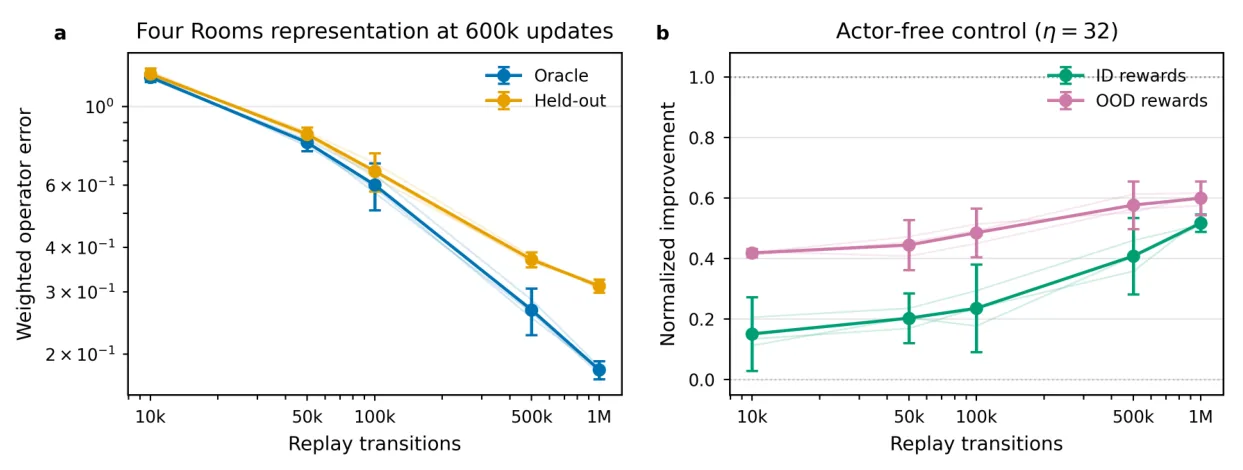 a
Four Rooms representation at 600k updates
Weighted operator error
10⁰
6 × 10⁻¹
4 × 10⁻¹
3 × 10⁻¹
2 × 10⁻¹
Oracle
Held-out
10k 50k 100k 500k 1M
Replay transitions
b
Actor-free control (η = 32)
Normalized improvement
1.0
0.8
0.6
0.4
0.2
0.0
ID rewards
OOD rewards
10k 50k 100k 500k 1M
Replay transitions